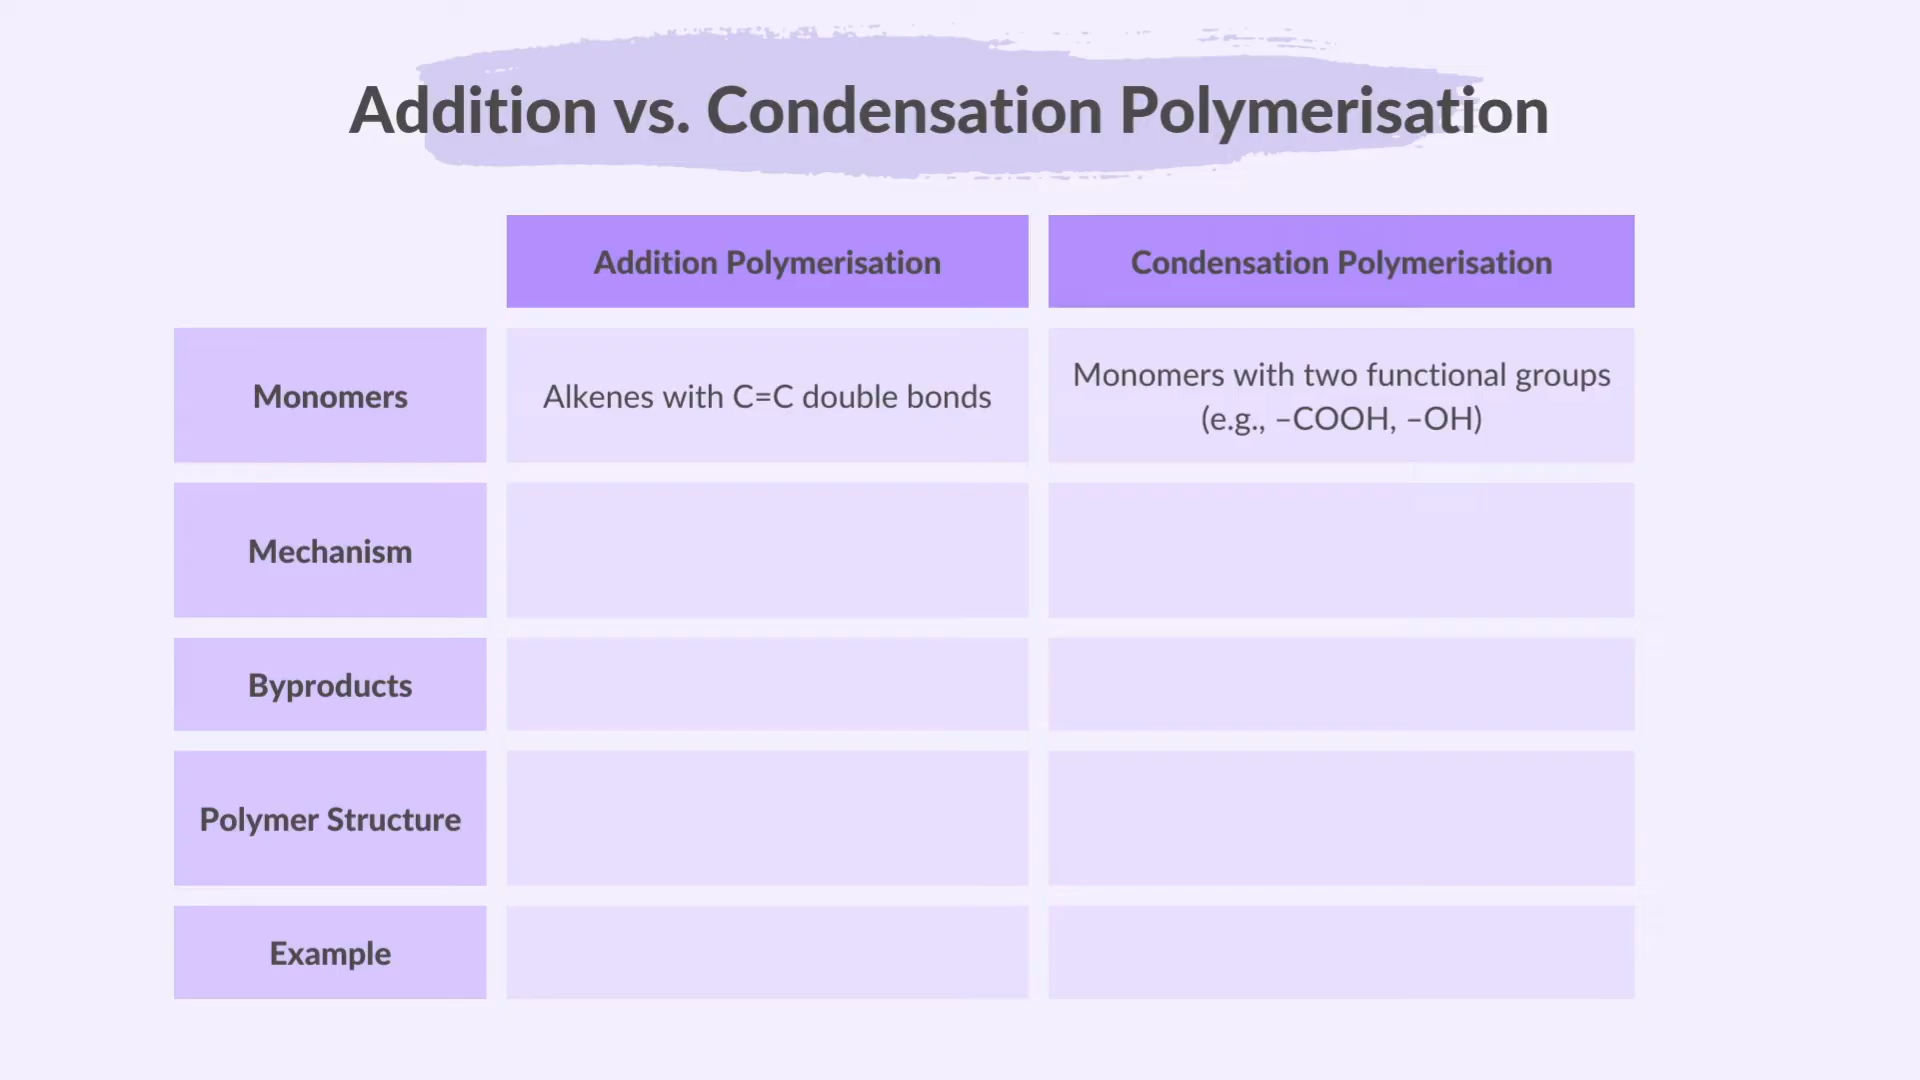 Addition vs. Condensation Polymerisation
Addition Polymerisation
Condensation Polymerisation
Monomers
Alkenes with C=C double bonds
Monomers with two functional groups
(e.g., –COOH, –OH)
Mechanism
Byproducts
Polymer Structure
Example